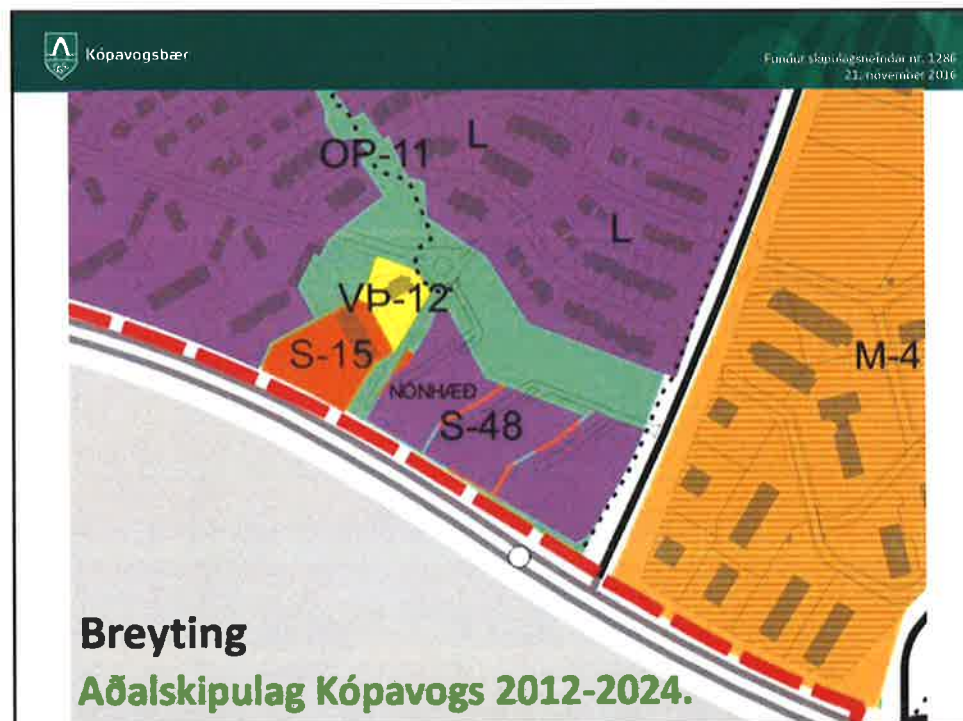 Kópavogsbær
Fundur skipulagsnefndar nr. 1286
21. nóvember 2016
OP-11
L
L
VÞ-12
S-15
M-4
NÓNHÆÐ
S-48
Breyting
Aðalskipulag Kópavogs 2012-2024.